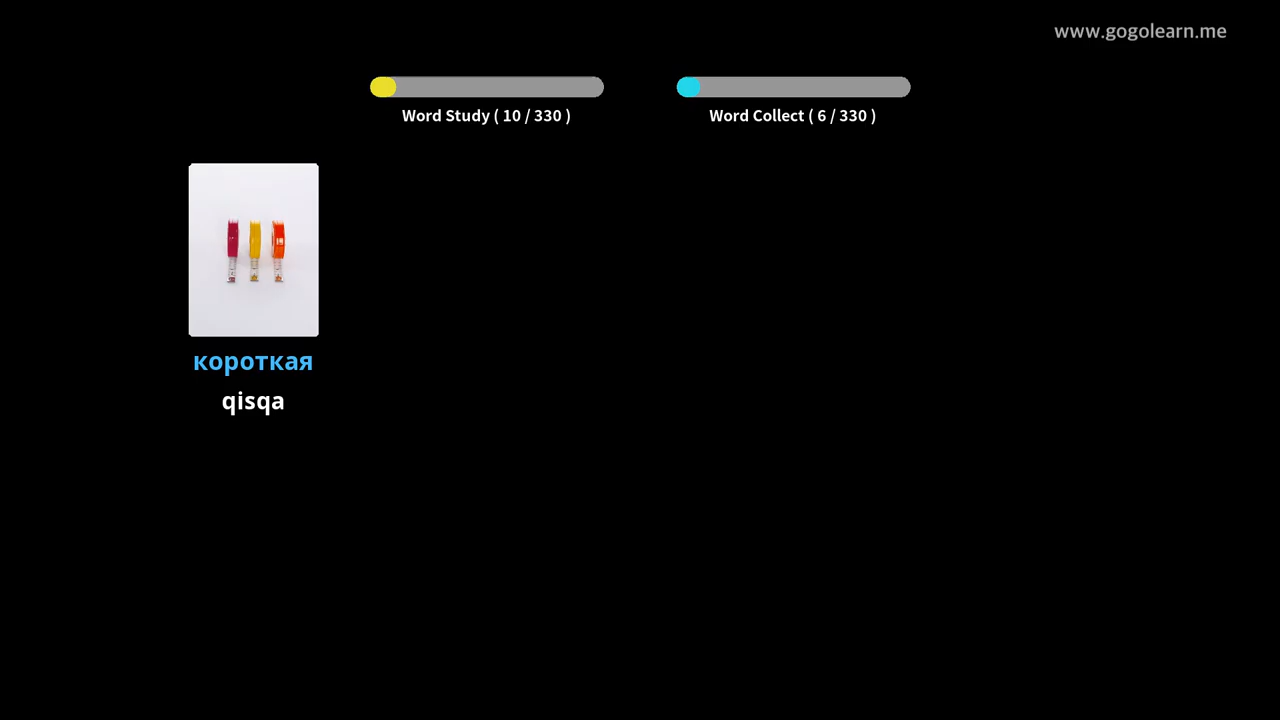 www.gogolearn.me
Word Study ( 10 / 330 )
Word Collect ( 6 / 330 )
короткая
qisqa